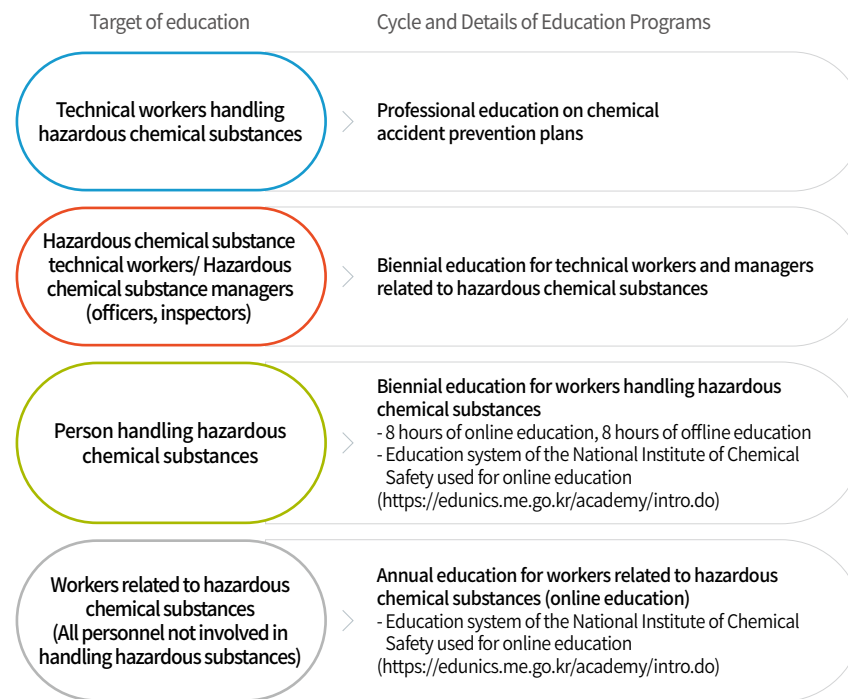 Target of education
Cycle and Details of Education Programs
Technical workers handling
hazardous chemical substances
Professional education on chemical
accident prevention plans
Hazardous chemical substance
technical workers/ Hazardous
chemical substance managers
(officers, inspectors)
Biennial education for technical workers and managers
related to hazardous chemical substances
Person handling hazardous
chemical substances
Biennial education for workers handling hazardous
chemical substances
- 8 hours of online education, 8 hours of offline education
- Education system of the National Institute of Chemical
Safety used for online education
(https://edunics.me.go.kr/academy/intro.do)
Workers related to hazardous
chemical substances
(All personnel not involved in
handling hazardous substances)
Annual education for workers related to hazardous
chemical substances (online education)
- Education system of the National Institute of Chemical
Safety used for online education
(https://edunics.me.go.kr/academy/intro.do)